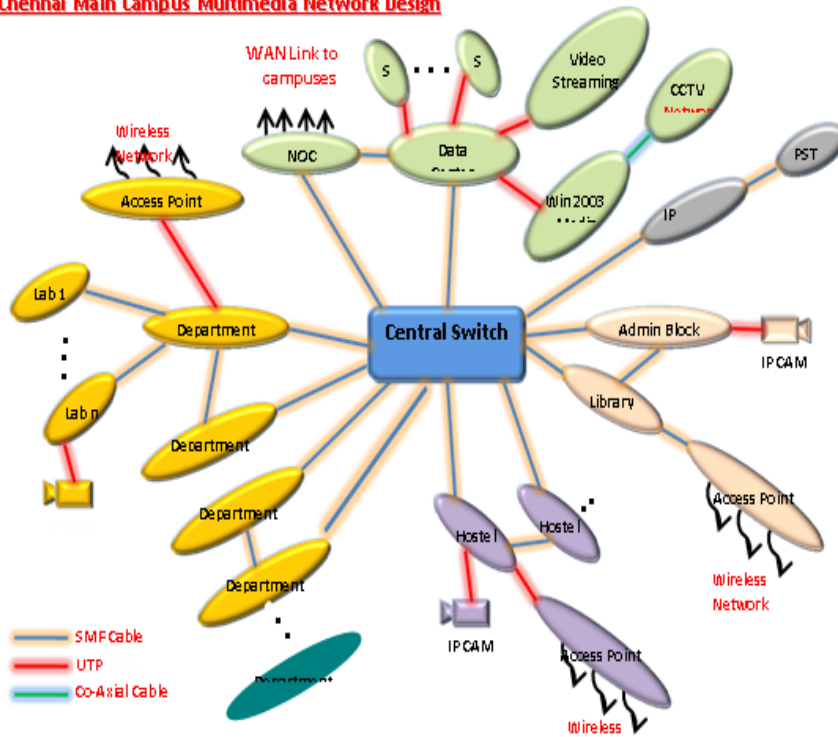 Chennai Main Campus Multimedia Network Design
WAN Link to
campuses
S
S
Video
Streaming
CCTV
Wireless
Network
NOC
Data
PST
Access Point
Win2003
IP
Lab1
Department
Central Switch
Admin Block
IPCAM
Library
Lab n
Department
Access Point
Department
Hostel
Hostel
Department
Wireless
Network
SMF Cable
IPCAM
UTP
Access Point
Co-Axial Cable
Wireless